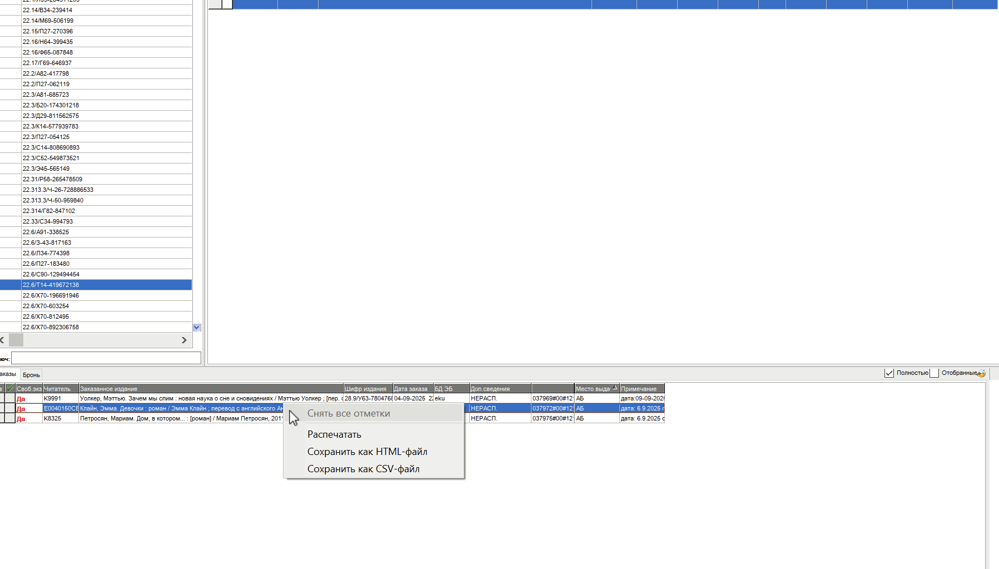 22.14/В34-239414
22.14/М69-506199
22.15/П27-270396
22.16/Н64-399435
22.16/Ф65-087848
22.17/Г69-646937
22.2/А82-417798
22.2/П27-062119
22.3/А81-685723
22.3/Б20-174301218
22.3/Д29-811562575
22.3/К14-577939783
22.3/П27-054125
22.3/С14-808690893
22.3/С52-549873521
22.3/Э45-565149
22.31/Р58-265478509
22.313.3/Ч-26-728886533
22.313.3/Ч-50-959840
22.314/Г82-847102
22.33/С34-994793
22.6/А91-338525
22.6/З-43-817163
22.6/Л34-774398
22.6/П27-183480
22.6/С90-129494454
22.6/Т14-419672138
22.6/Х70-196691946
22.6/Х70-603254
22.6/Х70-812495
22.6/Х70-892306758
юч:
аказы Бронь Полностью Отобранные
Своб.экз Читатель Заказанное издание Шифр издания Дата заказа БД ЭБ Доп.сведения Место выда Примечание
Да K9991 Уолкер, Мэттью. Зачем мы спим : новая наука о сне и сновидениях / Мэттью Уолкер ; [пер. 28.9/У63-780476 04-09-2025 eku НЕРАСП. 037969#00#12 АБ дата:09-09-202
Да E0040150CE Клайн, Эмма. Девочки : роман / Эмма Клайн ; перевод с английского Ан НЕРАСП. 037972#00#12 АБ дата: 6.9.2025
Да K8325 Петросян, Мариам. Дом, в котором... : [роман] / Мариам Петросян, 201 НЕРАСП. 037975#00#12 АБ дата: 6.9.2025
Снять все отметки
Распечатать
Сохранить как HTML-файл
Сохранить как CSV-файл